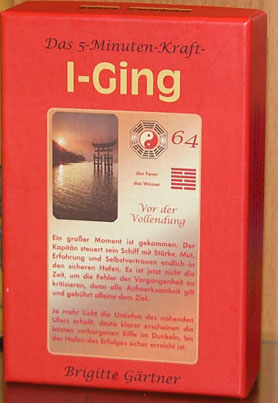 Das 5-Minuten-Kraft-
I-Ging
64
das Feuer
das Wasser
Vor der
Vollendung
Ein großer Moment ist gekommen. Der
Kapitän steuert sein Schiff mit Stärke, Mut,
Erfahrung und Selbstvertrauen endlich in
den sicheren Hafen. Es ist jetzt nicht die
Zeit, um die Fehler der Vergangenheit zu
kritisieren, denn alle Aufmerksamkeit gilt
und gebührt alleine dem Ziel.
Je mehr Licht die Untiefen des nahenden
Ufers erhellt, desto klarer erscheinen die
letzten verborgenen Riffe im Dunkeln, bis
der Hafen des Erfolges sicher erreicht ist.
Brigitte Gärtner